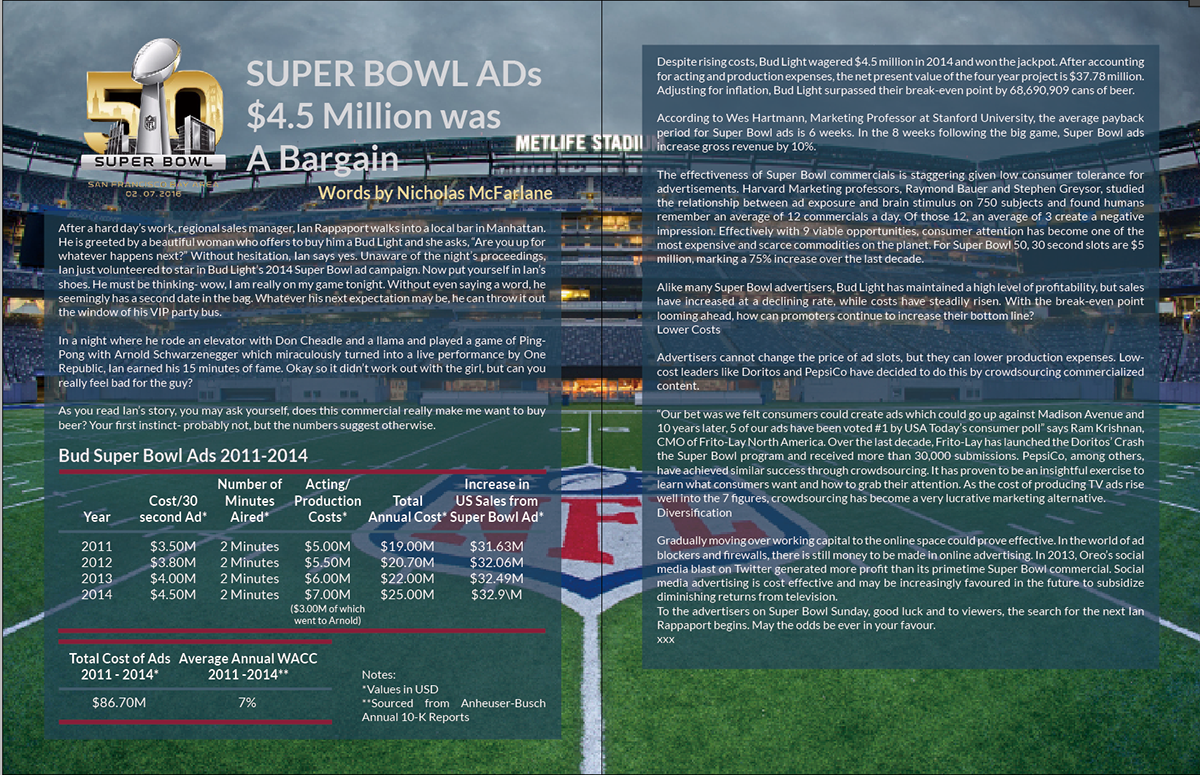 50
NFL
SUPER BOWL
SAN FRANCISCO BAY AREA
02.07.2016
SUPER BOWL ADs
$4.5 Million was
A Bargain
Words by Nicholas McFarlane
METLIFE STADIU
After a hard day's work, regional sales manager, Ian Rappaport walks into a local bar in Manhattan.
He is greeted by a beautiful woman who offers to buy him a Bud Light and she asks, “Are you up for
whatever happens next?” Without hesitation, Ian says yes. Unaware of the night's proceedings,
Ian just volunteered to star in Bud Light's 2014 Super Bowl ad campaign. Now put yourself in Ian's
shoes. He must be thinking- wow, I am really on my game tonight. Without even saying a word, he
seemingly has a second date in the bag. Whatever his next expectation may be, he can throw it out
the window of his VIP party bus.
In a night where he rode an elevator with Don Cheadle and a llama and played a game of Ping-
Pong with Arnold Schwarzenegger which miraculously turned into a live performance by One
Republic, Ian earned his 15 minutes of fame. Okay so it didn't work out with the girl, but can you
really feel bad for the guy?
As you read Ian's story, you may ask yourself, does this commercial really make me want to buy
beer? Your first instinct- probably not, but the numbers suggest otherwise.
Bud Super Bowl Ads 2011-2014
Number of Acting/ Increase in
Cost/30 Minutes Production Total US Sales from
Year second Ad* Aired* Costs* Annual Cost* Super Bowl Ad*
2011 $3.50M 2 Minutes $5.00M $19.00M $31.63M
2012 $3.80M 2 Minutes $5.50M $20.70M $32.06M
2013 $4.00M 2 Minutes $6.00M $22.00M $32.49M
2014 $4.50M 2 Minutes $7.00M $25.00M $32.9\M
($3.00M of which
went to Arnold)
Total Cost of Ads Average Annual WACC
2011 - 2014* 2011 -2014**
$86.70M 7%
Notes:
*Values in USD
**Sourced from Anheuser-Busch
Annual 10-K Reports
Despite rising costs, Bud Light wagered $4.5 million in 2014 and won the jackpot. After accounting
for acting and production expenses, the net present value of the four year project is $37.78 million.
Adjusting for inflation, Bud Light surpassed their break-even point by 68,690,909 cans of beer.
According to Wes Hartmann, Marketing Professor at Stanford University, the average payback
period for Super Bowl ads is 6 weeks. In the 8 weeks following the big game, Super Bowl ads
increase gross revenue by 10%.
The effectiveness of Super Bowl commercials is staggering given low consumer tolerance for
advertisements. Harvard Marketing professors, Raymond Bauer and Stephen Greysor, studied
the relationship between ad exposure and brain stimulus on 750 subjects and found humans
remember an average of 12 commercials a day. Of those 12, an average of 3 create a negative
impression. Effectively with 9 viable opportunities, consumer attention has become one of the
most expensive and scarce commodities on the planet. For Super Bowl 50, 30 second slots are $5
million, marking a 75% increase over the last decade.
Alike many Super Bowl advertisers, Bud Light has maintained a high level of profitability, but sales
have increased at a declining rate, while costs have steadily risen. With the break-even point
looming ahead, how can promoters continue to increase their bottom line?
Lower Costs
Advertisers cannot change the price of ad slots, but they can lower production expenses. Low-
cost leaders like Doritos and PepsiCo have decided to do this by crowdsourcing commercialized
content.
“Our bet was we felt consumers could create ads which could go up against Madison Avenue and
10 years later, 5 of our ads have been voted #1 by USA Today's consumer poll” says Ram Krishnan,
CMO of Frito-Lay North America. Over the last decade, Frito-Lay has launched the Doritos' Crash
the Super Bowl program and received more than 30,000 submissions. PepsiCo, among others,
have achieved similar success through crowdsourcing. It has proven to be an insightful exercise to
learn what consumers want and how to grab their attention. As the cost of producing TV ads rise
well into the 7 figures, crowdsourcing has become a very lucrative marketing alternative.
Diversification
Gradually moving over working capital to the online space could prove effective. In the world of ad
blockers and firewalls, there is still money to be made in online advertising. In 2013, Oreo's social
media blast on Twitter generated more profit than its primetime Super Bowl commercial. Social
media advertising is cost effective and may be increasingly favoured in the future to subsidize
diminishing returns from television.
To the advertisers on Super Bowl Sunday, good luck and to viewers, the search for the next Ian
Rappaport begins. May the odds be ever in your favour.
xxx
NFL